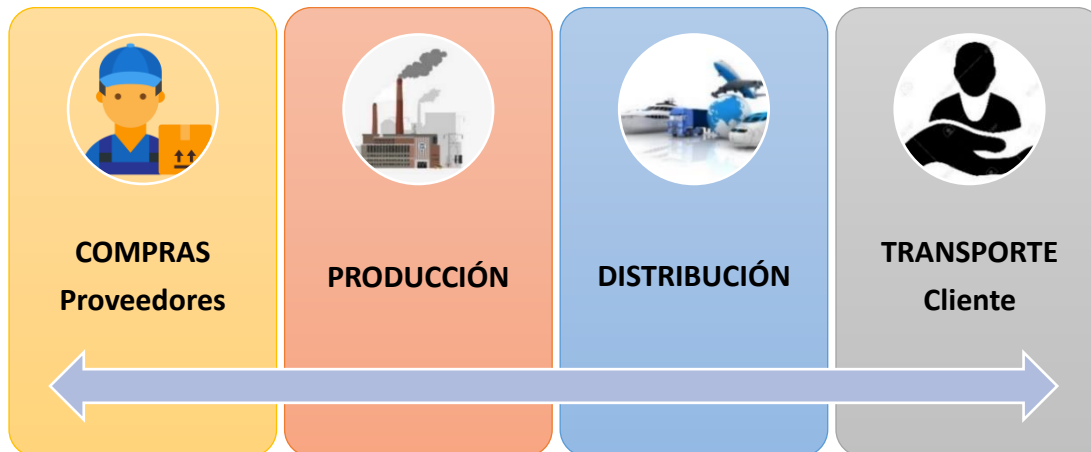 COMPRAS
Proveedores
PRODUCCIÓN
DISTRIBUCIÓN
TRANSPORTE
Cliente